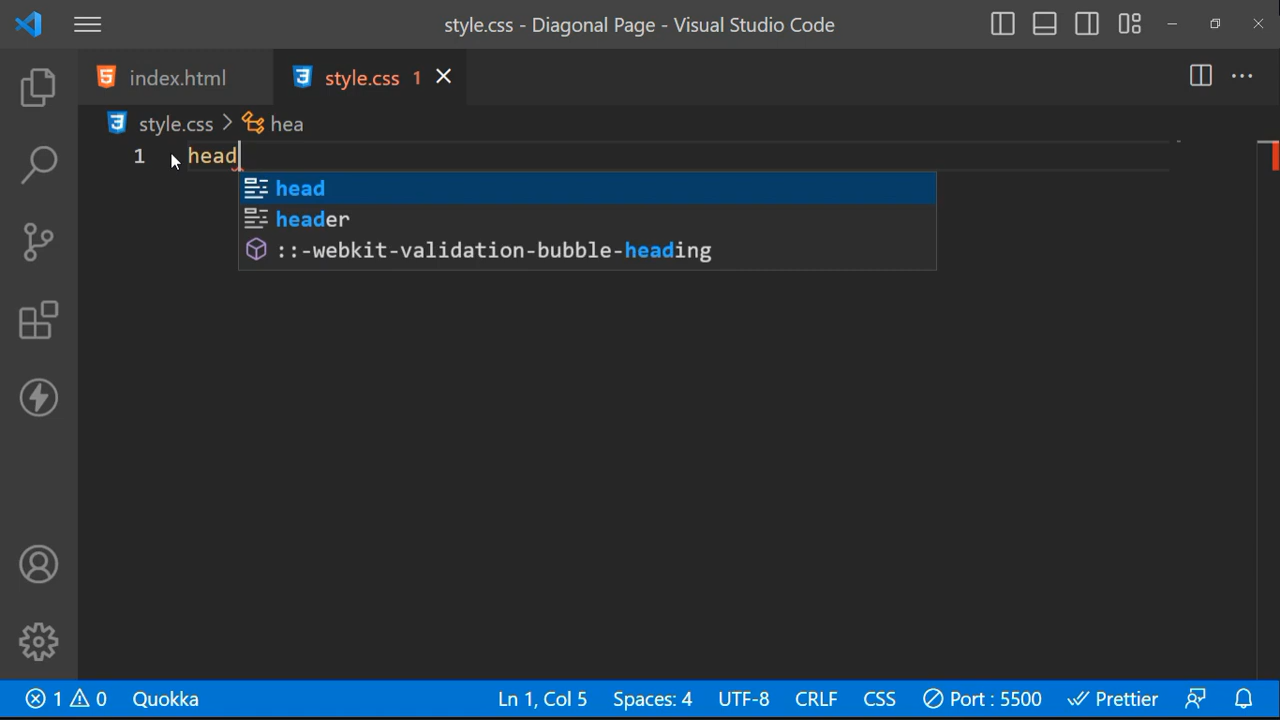 style.css - Diagonal Page - Visual Studio Code
index.html
style.css 1
style.css > hea
1 head
head
header
::-webkit-validation-bubble-heading
1 0 Quokka Ln 1, Col 5 Spaces: 4 UTF-8 CRLF CSS Port : 5500 Prettier